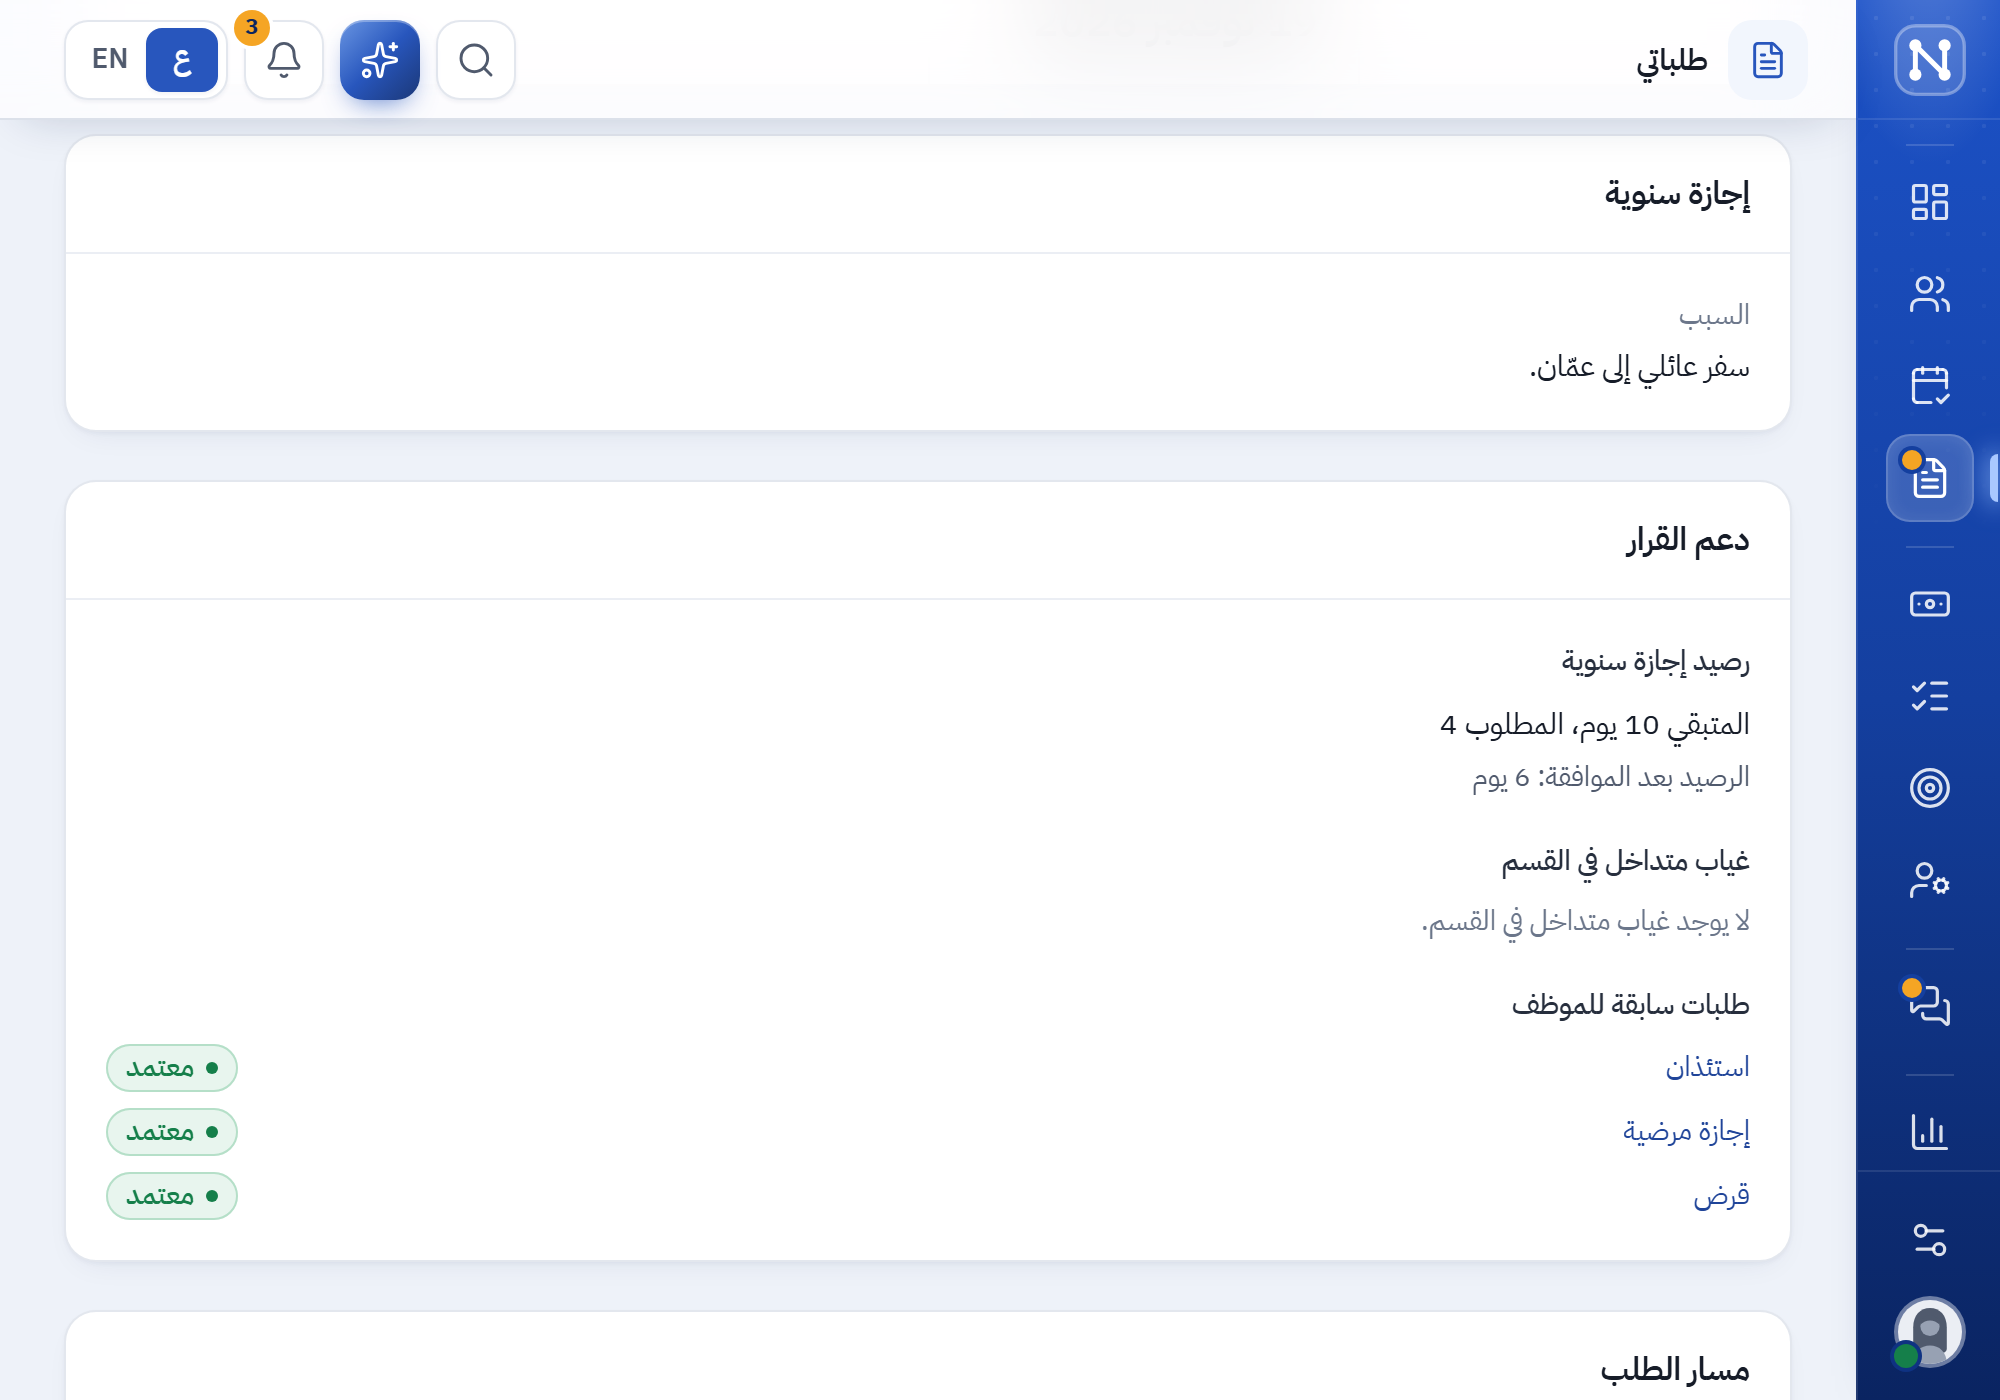 طلباتي
3
ع
EN
إجازة سنوية
السبب
سفر عائلي إلى عمّان.
دعم القرار
رصيد إجازة سنوية
المتبقي 10 يوم، المطلوب 4
الرصيد بعد الموافقة: 6 يوم
غياب متداخل في القسم
لا يوجد غياب متداخل في القسم.
طلبات سابقة للموظف
استئذان
معتمد
إجازة مرضية
معتمد
قرض
معتمد
مسار الطلب